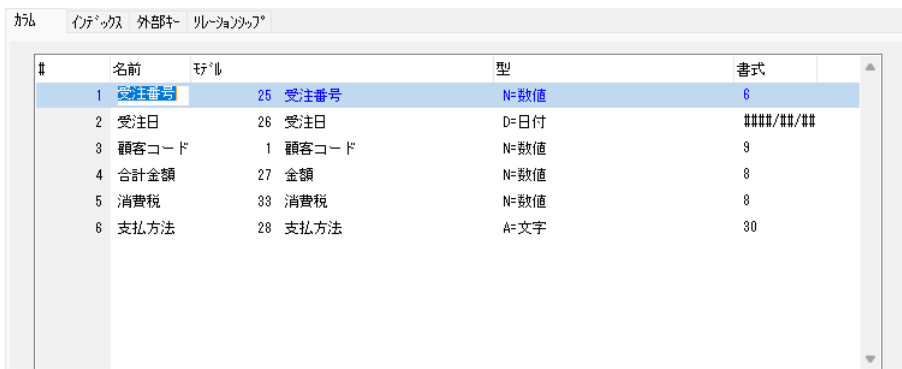 ｶﾗﾑ ｲﾝﾃﾞｯｸｽ 外部ｷｰ ﾘﾚｰｼｮﾝｼｯﾌﾟ
# 名前 ﾓﾃﾞﾙ 型 書式
1 受注番号 25 受注番号 N=数値 6
2 受注日 26 受注日 D=日付 ####/##/##
3 顧客コード 1 顧客コード N=数値 9
4 合計金額 27 金額 N=数値 8
5 消費税 33 消費税 N=数値 8
6 支払方法 28 支払方法 A=文字 30